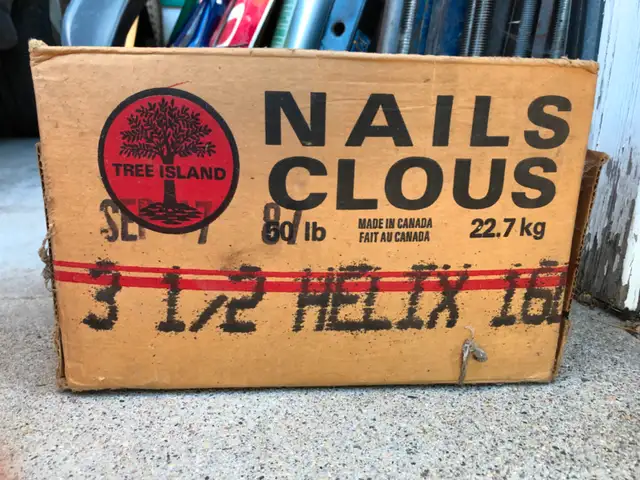 NAILS
CLOUS
TREE ISLAND
50 lb
MADE IN CANADA
FAIT AU CANADA
22.7 kg
3 1/2 HELIX